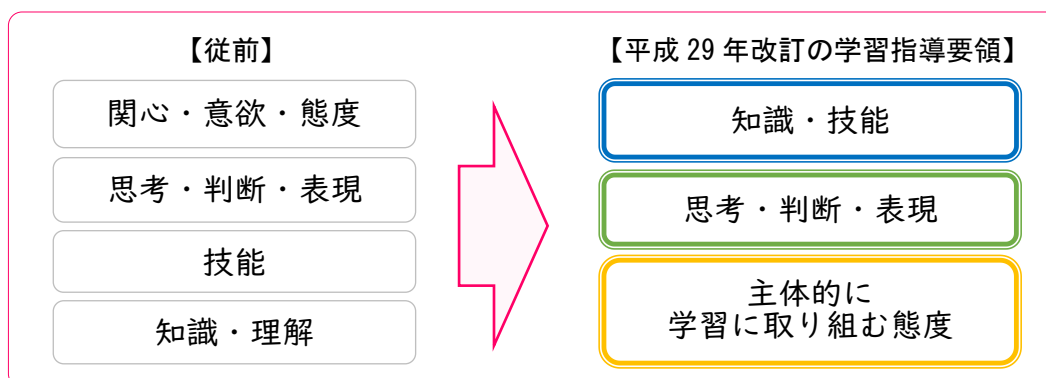 【従前】
関心・意欲・態度
思考・判断・表現
技能
知識・理解
【平成 29 年改訂の学習指導要領】
知識・技能
思考・判断・表現
主体的に
学習に取り組む態度